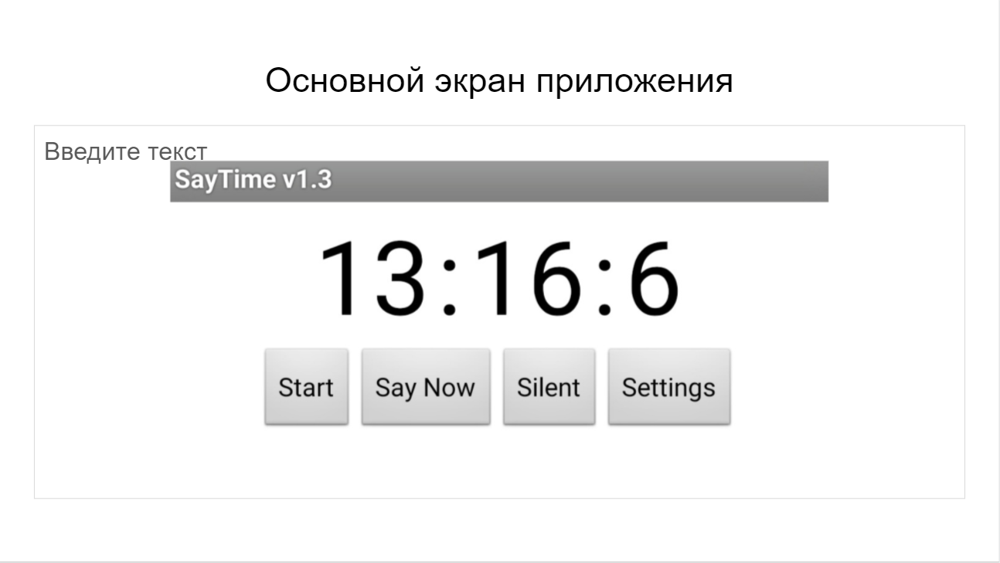 Основной экран приложения
Введите текст
SayTime v1.3
13:16:6
Start Say Now Silent Settings